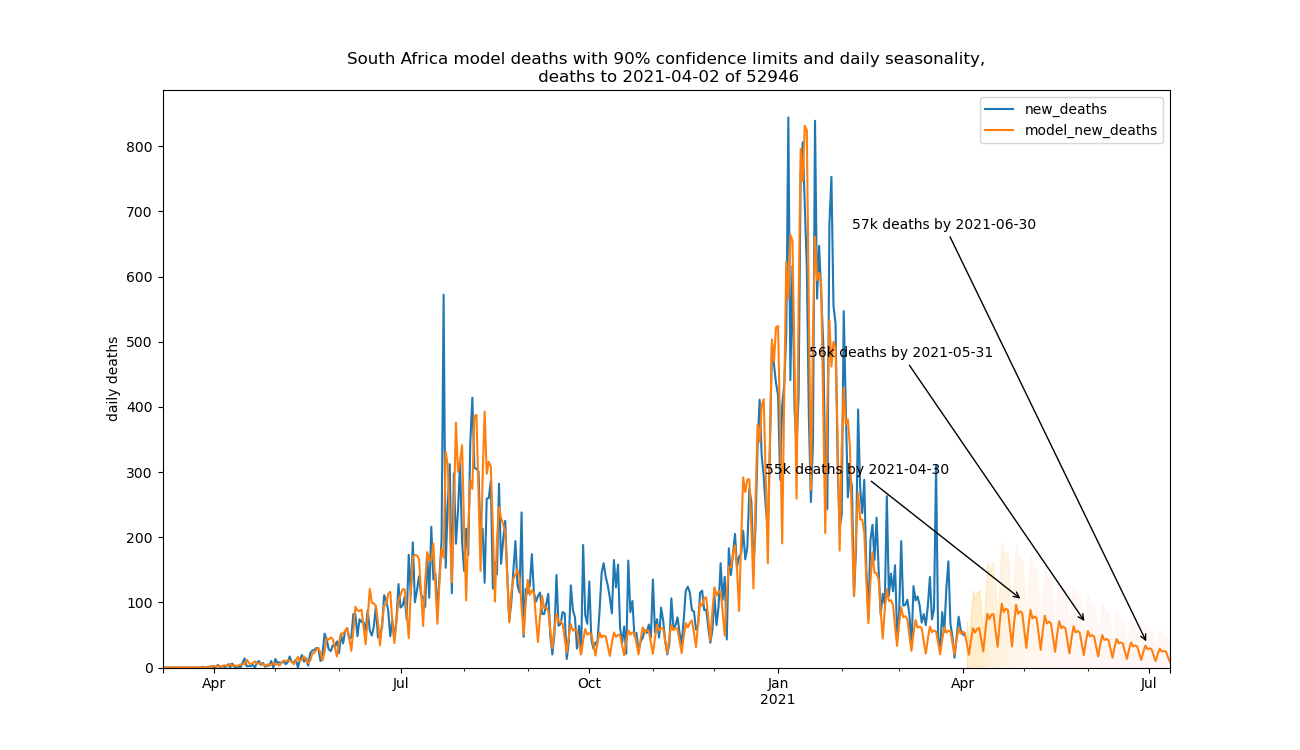 South Africa model deaths with 90% confidence limits and daily seasonality,
deaths to 2021-04-02 of 52946
new_deaths
model_new_deaths
800
700
600
500
400
300
200
100
0
daily deaths
57k deaths by 2021-06-30
56k deaths by 2021-05-31
55k deaths by 2021-04-30
Apr
Jul
Oct
Jan
2021
Apr
Jul